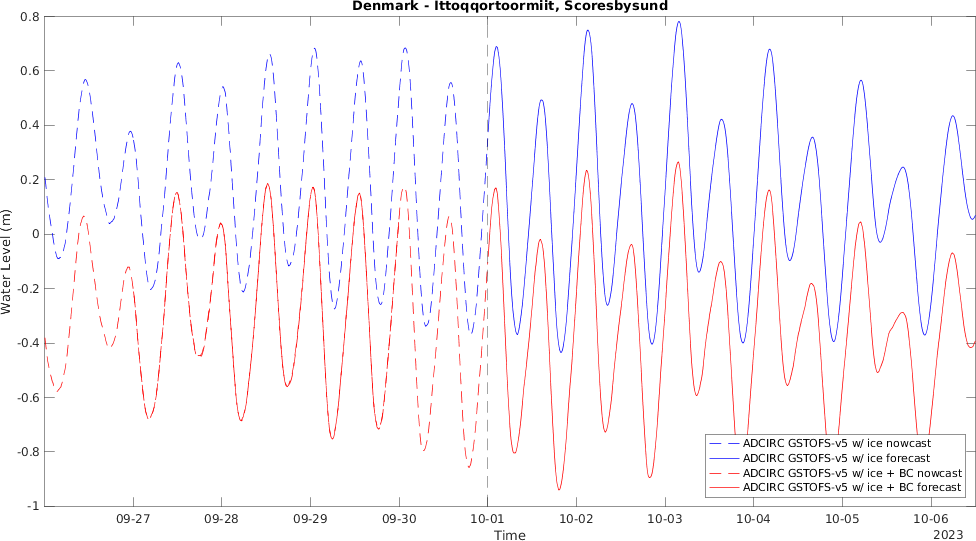 Denmark - Ittoqqortoormiit, Scoresbysund
0.8
0.6
0.4
0.2
0
-0.2
-0.4
-0.6
-0.8
-1
Water Level (m)
ADCIRC GSTOFS-v5 w/ ice nowcast
ADCIRC GSTOFS-v5 w/ ice forecast
ADCIRC GSTOFS-v5 w/ ice + BC nowcast
ADCIRC GSTOFS-v5 w/ ice + BC forecast
09-27 09-28 09-29 09-30 10-01 10-02 10-03 10-04 10-05 10-06
Time 2023